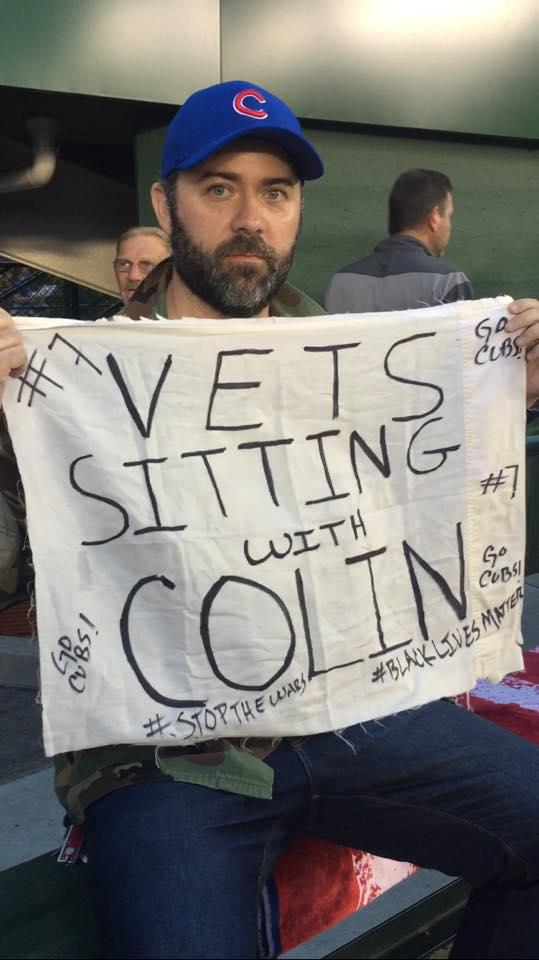 C
#7
VETS
GO
CUBS!
SITTING
#7
WITH
COLIN
GO
CUBS!
GO
CUBS!
#.STOPTHEWARS
#BLACKLIVESMATTER